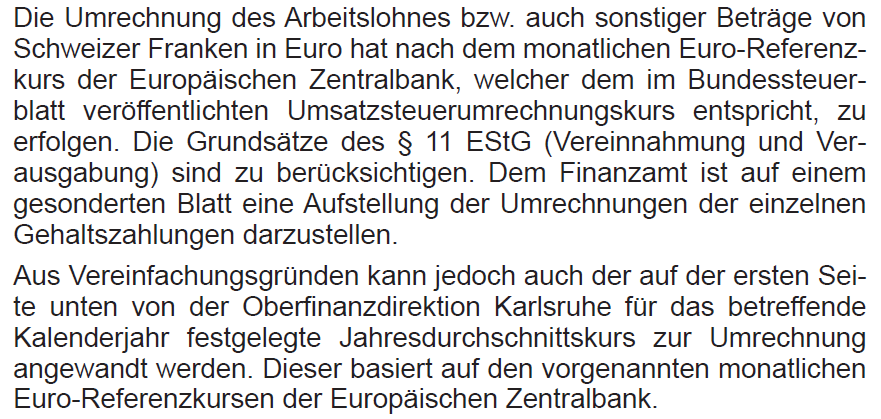 Die Umrechnung des Arbeitslohnes bzw. auch sonstiger Beträge von
Schweizer Franken in Euro hat nach dem monatlichen Euro-Referenz-
kurs der Europäischen Zentralbank, welcher dem im Bundessteuer-
blatt veröffentlichten Umsatzsteuerumrechnungskurs entspricht, zu
erfolgen. Die Grundsätze des § 11 EStG (Vereinnahmung und Ver-
ausgabung) sind zu berücksichtigen. Dem Finanzamt ist auf einem
gesonderten Blatt eine Aufstellung der Umrechnungen der einzelnen
Gehaltszahlungen darzustellen.
Aus Vereinfachungsgründen kann jedoch auch der auf der ersten Sei-
te unten von der Oberfinanzdirektion Karlsruhe für das betreffende
Kalenderjahr festgelegte Jahresdurchschnittskurs zur Umrechnung
angewandt werden. Dieser basiert auf den vorgenannten monatlichen
Euro-Referenzkursen der Europäischen Zentralbank.